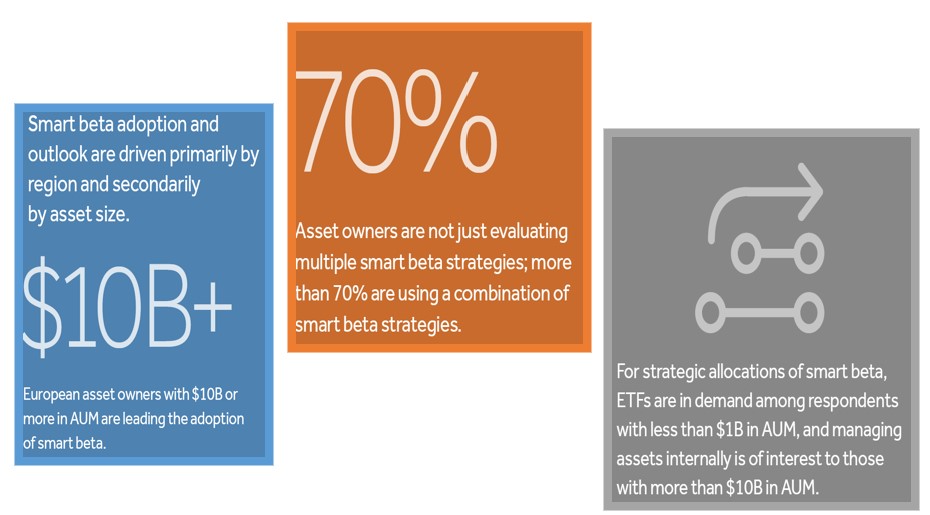 Smart beta adoption and
outlook are driven primarily by
region and secondarily
by asset size.
$10B+
European asset owners with $10B or
more in AUM are leading the adoption
of smart beta.
70%
Asset owners are not just evaluating
multiple smart beta strategies; more
than 70% are using a combination of
smart beta strategies.
For strategic allocations of smart beta,
ETFs are in demand among respondents
with less than $1B in AUM, and managing
assets internally is of interest to those
with more than $10B in AUM.